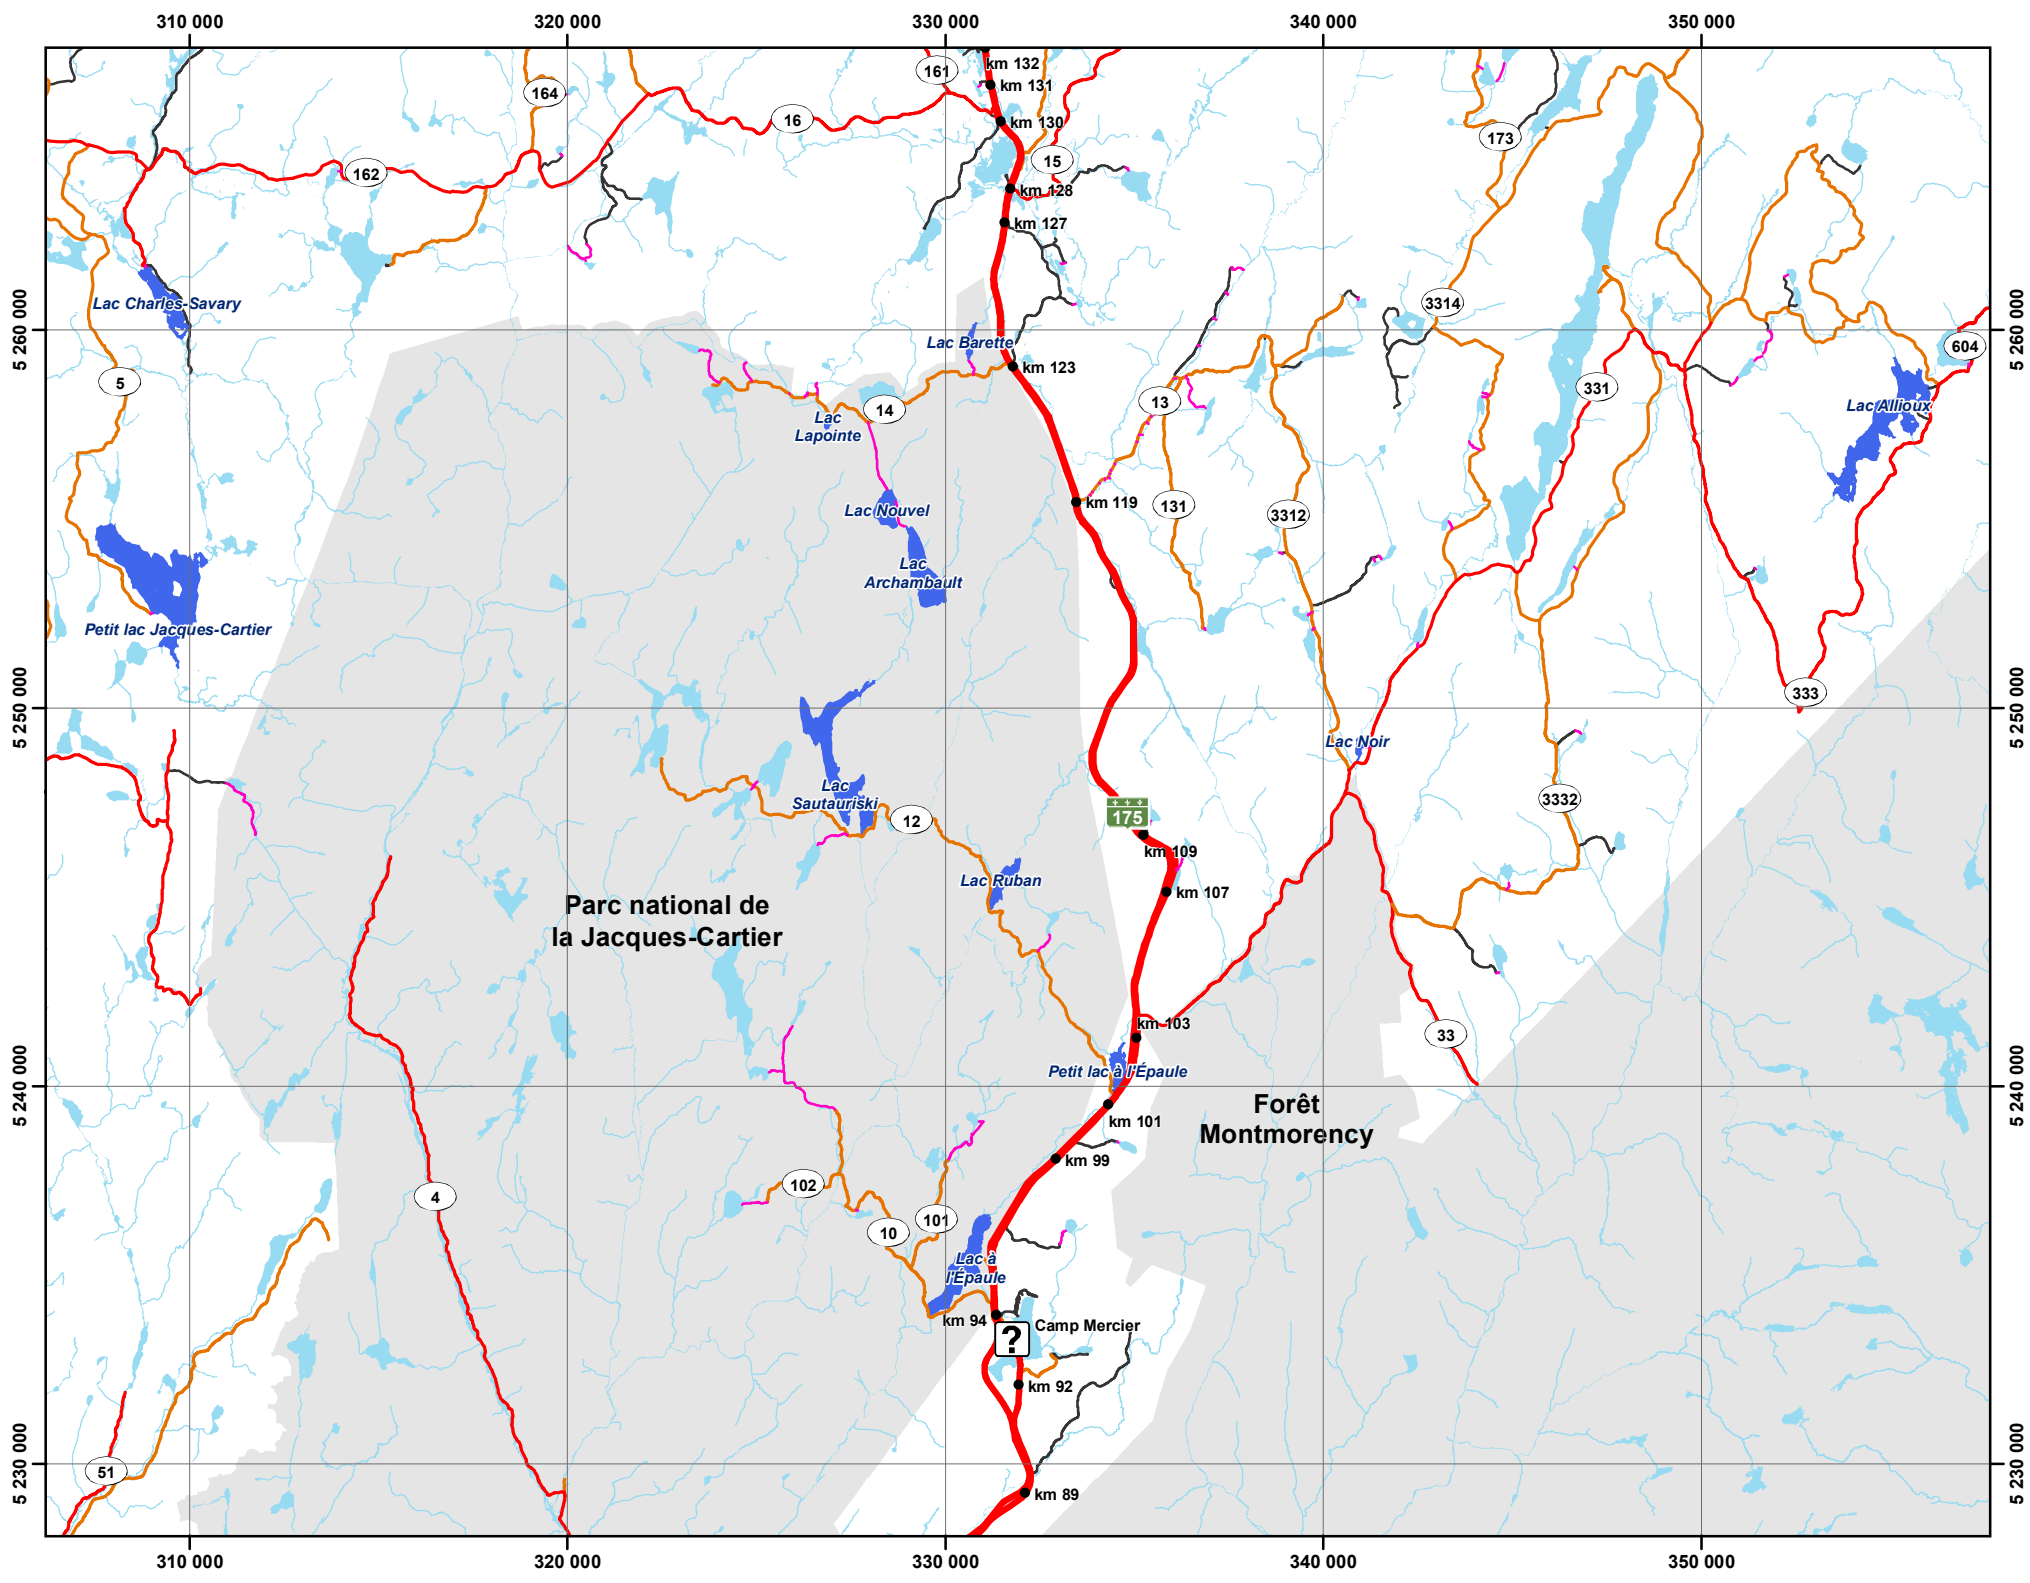 310 000
320 000
330 000
340 000
350 000
km 132
161
km 131
164
16
km 130
173
15
162
km 128
km 127
Lac Charles-Savary
3314
5 260 000
5 260 000
Lac Barette
604
km 123
5
331
13
14
Lac Allioux
Lac
Lapointe
km 119
131
Lac Nouvel
3312
Lac
Archambault
Petit lac Jacques-Cartier
333
5 250 000
5 250 000
Lac Noir
Lac
Sautauriski
3332
175
12
km 109
Lac Ruban
km 107
Parc national de
la Jacques-Cartier
km 103
33
Petit lac à l'Épaule
5 240 000
5 240 000
Forêt
Montmorency
km 101
km 99
102
4
101
10
Lac à
l'Épaule
km 94
Camp Mercier
?
km 92
5 230 000
5 230 000
51
km 89
310 000
320 000
330 000
340 000
350 000